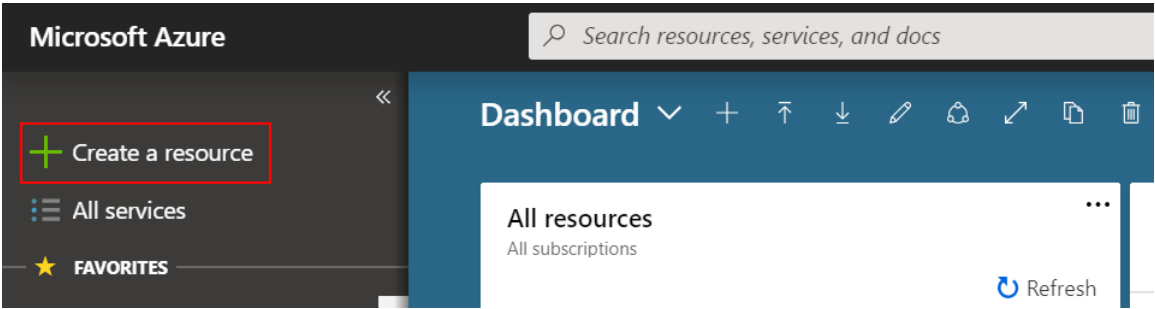 Microsoft Azure
Search resources, services, and docs
Create a resource
All services
FAVORITES
Dashboard
All resources
All subscriptions
Refresh